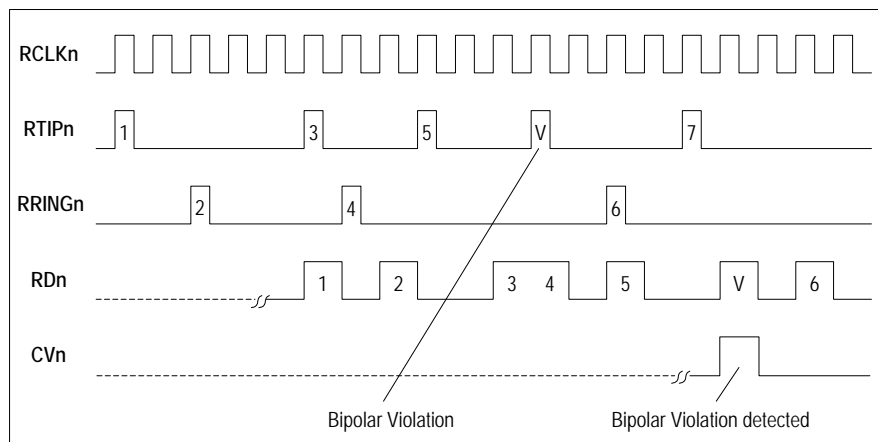 RCLKn
RTIPn 1 3 5 V 7
RRINGn 2 4 6
RDn 1 2 3 4 5 V 6
CVn
Bipolar Violation Bipolar Violation detected